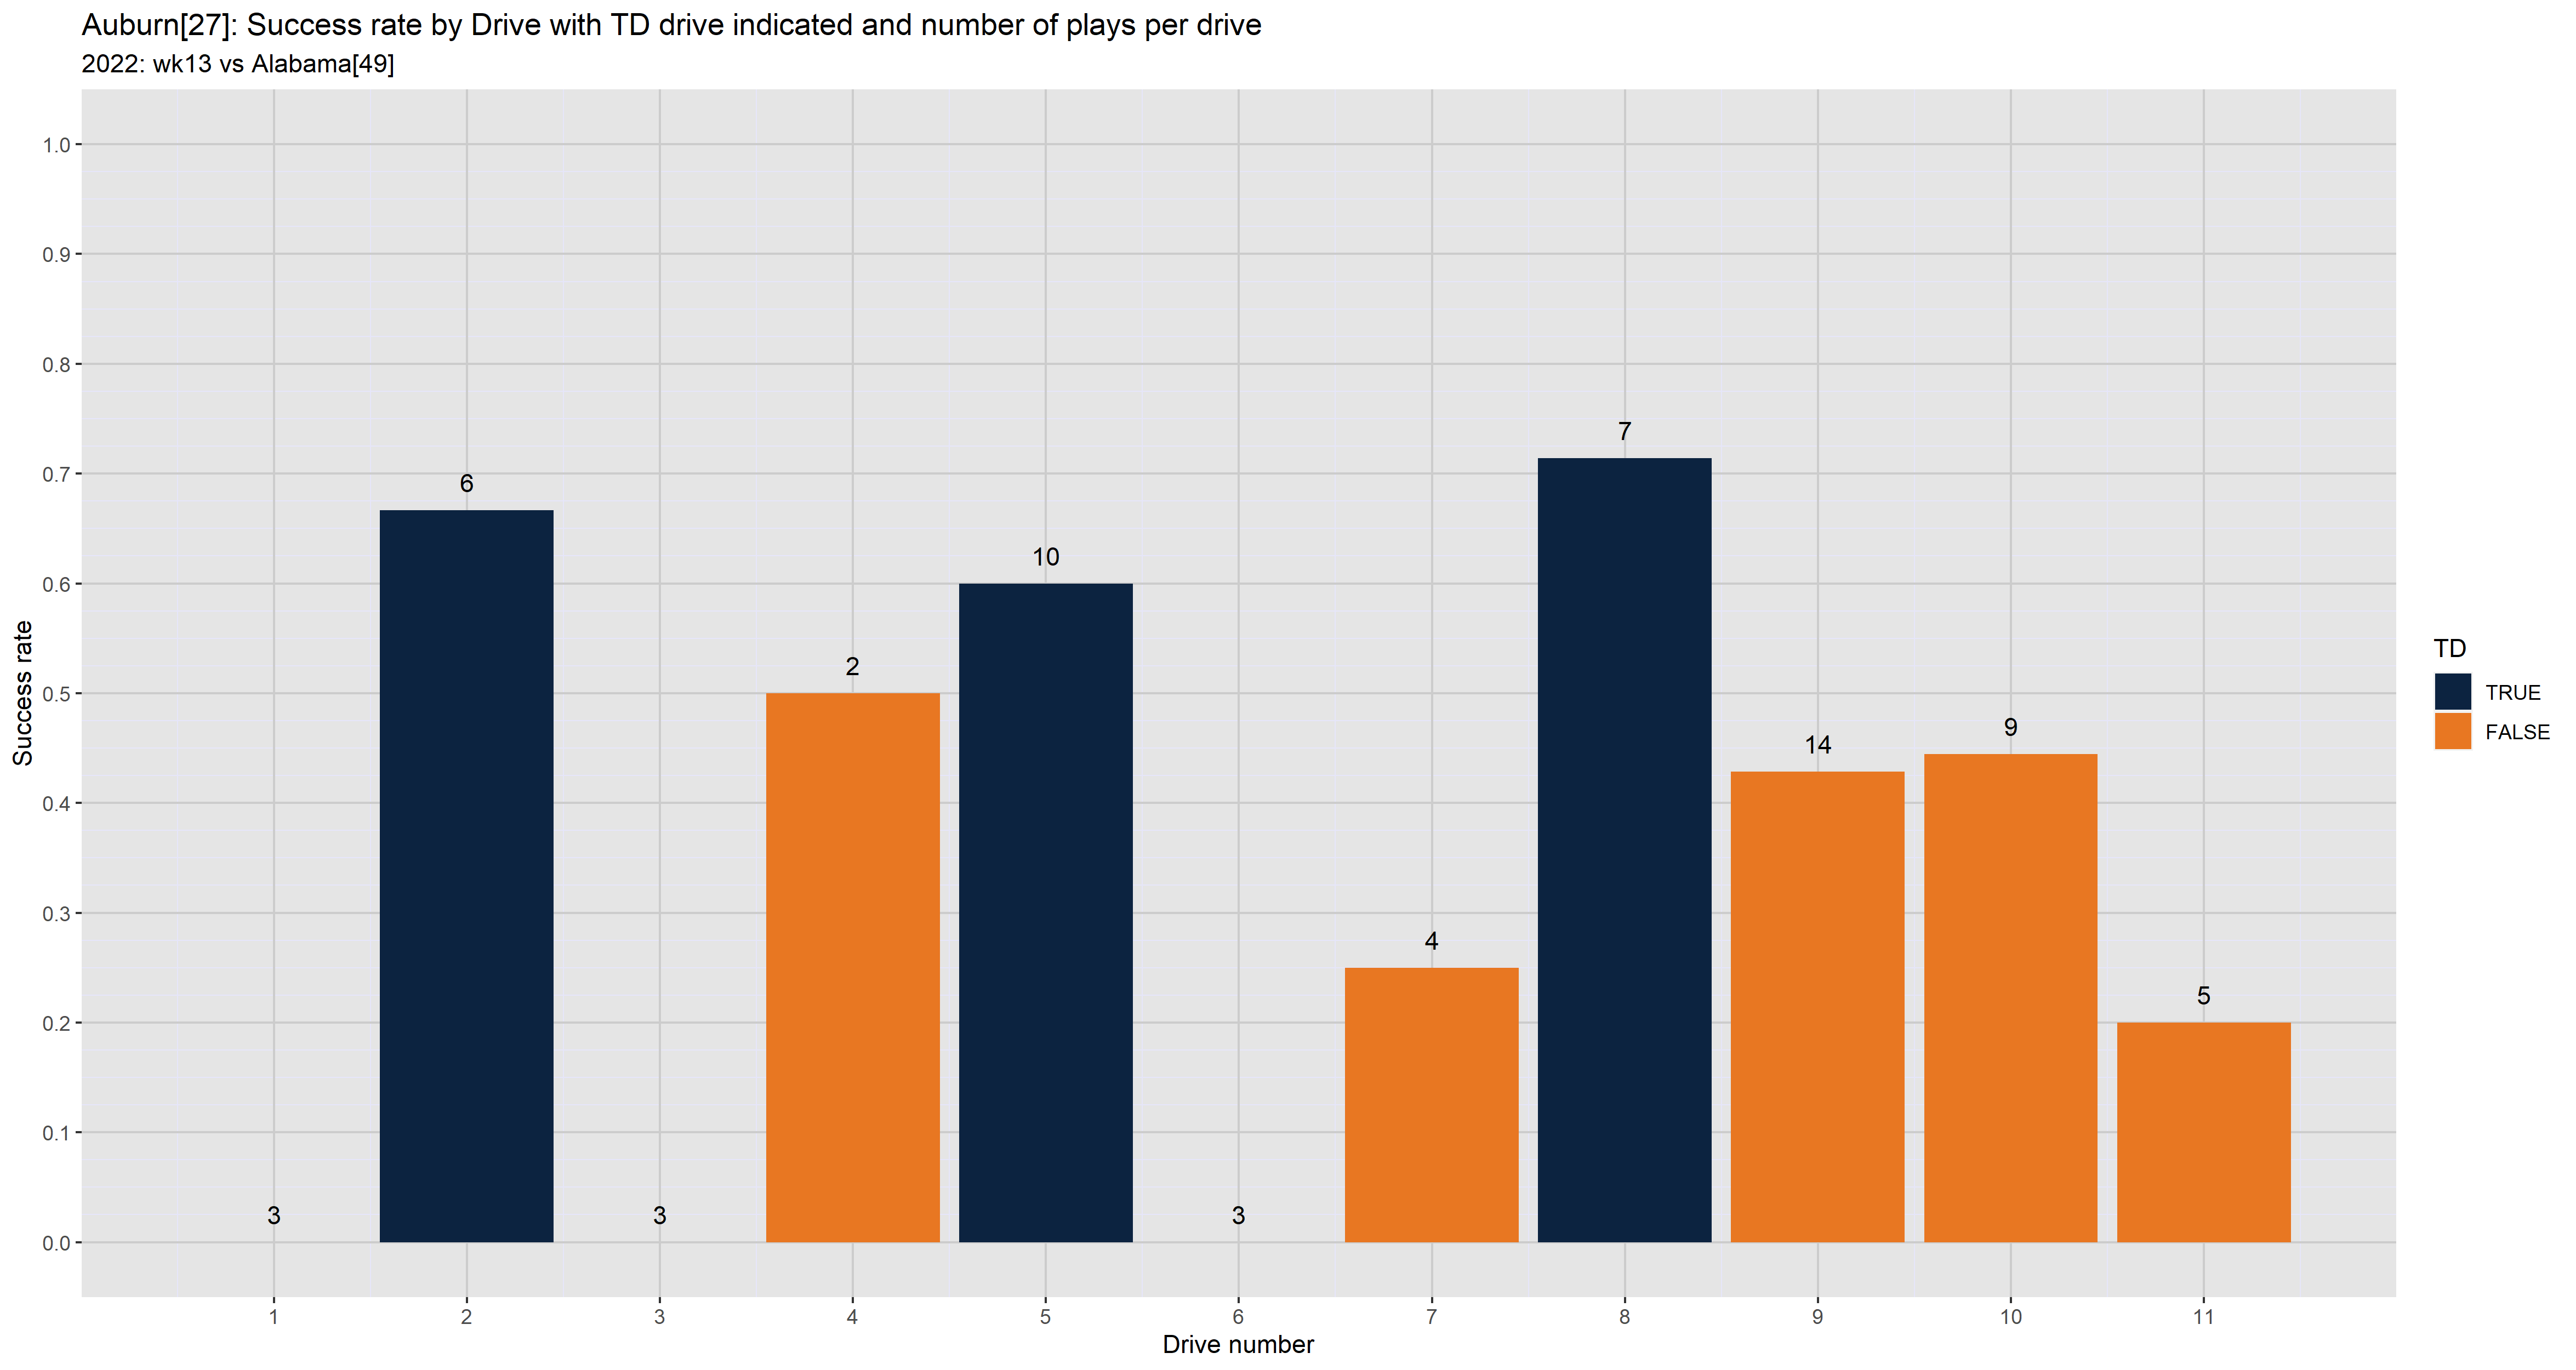 Auburn[27]: Success rate by Drive with TD drive indicated and number of plays per drive
2022: wk13 vs Alabama[49]
1.0
0.9
0.8
0.7
0.6
0.5
0.4
0.3
0.2
0.1
0.0
Success rate
3
6
3
2
10
3
4
7
14
9
5
1 2 3 4 5 6 7 8 9 10 11
Drive number
TD
TRUE
FALSE